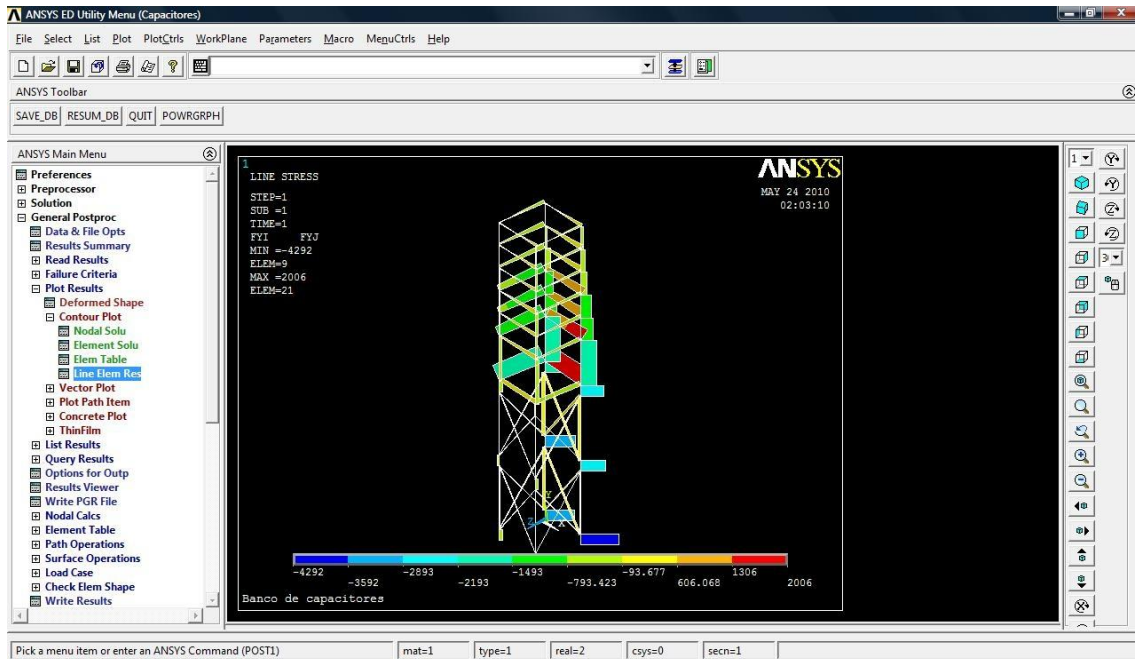 ANSYS ED Utility Menu (Capacitores)
File Select List Plot PlotCtrls WorkPlane Parameters Macro MenuCtrls Help
ANSYS Toolbar
SAVE_DB RESUM_DB QUIT POWRGRPH
ANSYS Main Menu
Preferences
Preprocessor
Solution
General Postproc
Data & File Opts
Results Summary
Read Results
Failure Criteria
Plot Results
Deformed Shape
Contour Plot
Nodal Solu
Element Solu
Elem Table
Line Elem Res
Vector Plot
Plot Path Item
Concrete Plot
ThinFilm
List Results
Query Results
Options for Outp
Results Viewer
Write PGR File
Nodal Calcs
Element Table
Path Operations
Surface Operations
Load Case
Check Elem Shape
Write Results
1
LINE STRESS
STEP=1
SUB =1
TIME=1
FYI FYJ
MIN =-4292
ELEM=9
MAX =2006
ELEM=21
ANSYS
MAY 24 2010
02:03:10
Y
Z X
-4292 -2893 -1493 -93.677 1306
-3592 -2193 -793.423 606.068 2006
Banco de capacitores
1
Pick a menu item or enter an ANSYS Command (POST1) mat=1 type=1 real=2 csys=0 secn=1